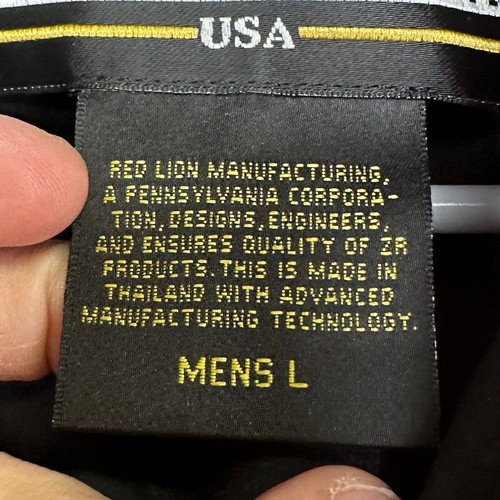 USA
RED LION MANUFACTURING,
A PENNSYLVANIA CORPORA-
TION, DESIGNS, ENGINEERS,
AND ENSURES QUALITY OF ZR
PRODUCTS. THIS IS MADE IN
THAILAND WITH ADVANCED
MANUFACTURING TECHNOLOGY.
MENS L